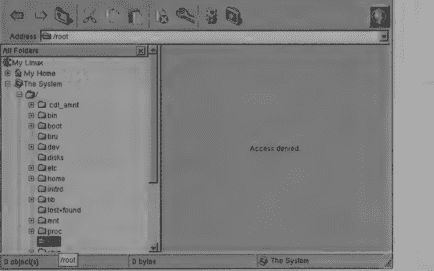 Address /root
All Folders
My Linux
My Home
The System
/
.cdl_amnt
bin
boot
bru
dev
disks
etc
home
initrd
lib
lost+found
mnt
proc
Access denied.
/root
0 object(s)
0 bytes
The System